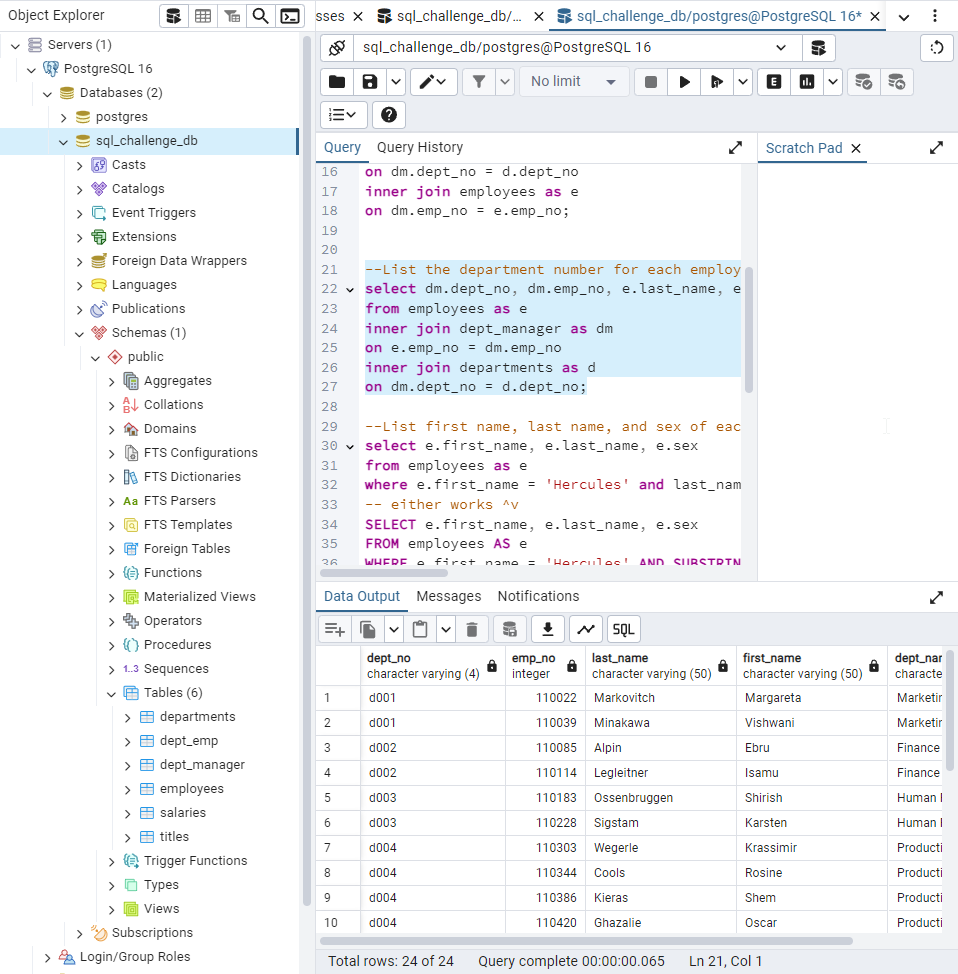 Object Explorer
sses
sql_challenge_db/...
sql_challenge_db/postgres@PostgreSQL 16*
Servers (1)
PostgreSQL 16
Databases (2)
postgres
sql_challenge_db
Casts
Catalogs
Event Triggers
Extensions
Foreign Data Wrappers
Languages
Publications
Schemas (1)
public
Aggregates
Collations
Domains
FTS Configurations
FTS Dictionaries
Aa FTS Parsers
FTS Templates
Foreign Tables
Functions
Materialized Views
Operators
Procedures
1..3 Sequences
Tables (6)
departments
dept_emp
dept_manager
employees
salaries
titles
Trigger Functions
Types
Views
Subscriptions
Login/Group Roles
sql_challenge_db/postgres@PostgreSQL 16
No limit
E
Query
Query History
Scratch Pad
16 on dm.dept_no = d.dept_no
17 inner join employees as e
18 on dm.emp_no = e.emp_no;
19
20
21 --List the department number for each employ
22 select dm.dept_no, dm.emp_no, e.last_name, e
23 from employees as e
24 inner join dept_manager as dm
25 on e.emp_no = dm.emp_no
26 inner join departments as d
27 on dm.dept_no = d.dept_no;
28
29 --List first name, last name, and sex of eac
30 select e.first_name, e.last_name, e.sex
31 from employees as e
32 where e.first_name = 'Hercules' and last_nam
33 -- either works ^v
34 SELECT e.first_name, e.last_name, e.sex
35 FROM employees AS e
36 WHERE e.first_name = 'Hercules' AND SUBSTRIN
Data Output
Messages
Notifications
SQL
dept_no
character varying (4)
emp_no
integer
last_name
character varying (50)
first_name
character varying (50)
dept_nar
characte
1 d001 110022 Markovitch Margareta Marketin
2 d001 110039 Minakawa Vishwani Marketin
3 d002 110085 Alpin Ebru Finance
4 d002 110114 Legleitner Isamu Finance
5 d003 110183 Ossenbruggen Shirish Human R
6 d003 110228 Sigstam Karsten Human R
7 d004 110303 Wegerle Krassimir Producti
8 d004 110344 Cools Rosine Producti
9 d004 110386 Kieras Shem Producti
10 d004 110420 Ghazalie Oscar Producti
Total rows: 24 of 24
Query complete 00:00:00.065
Ln 21, Col 1